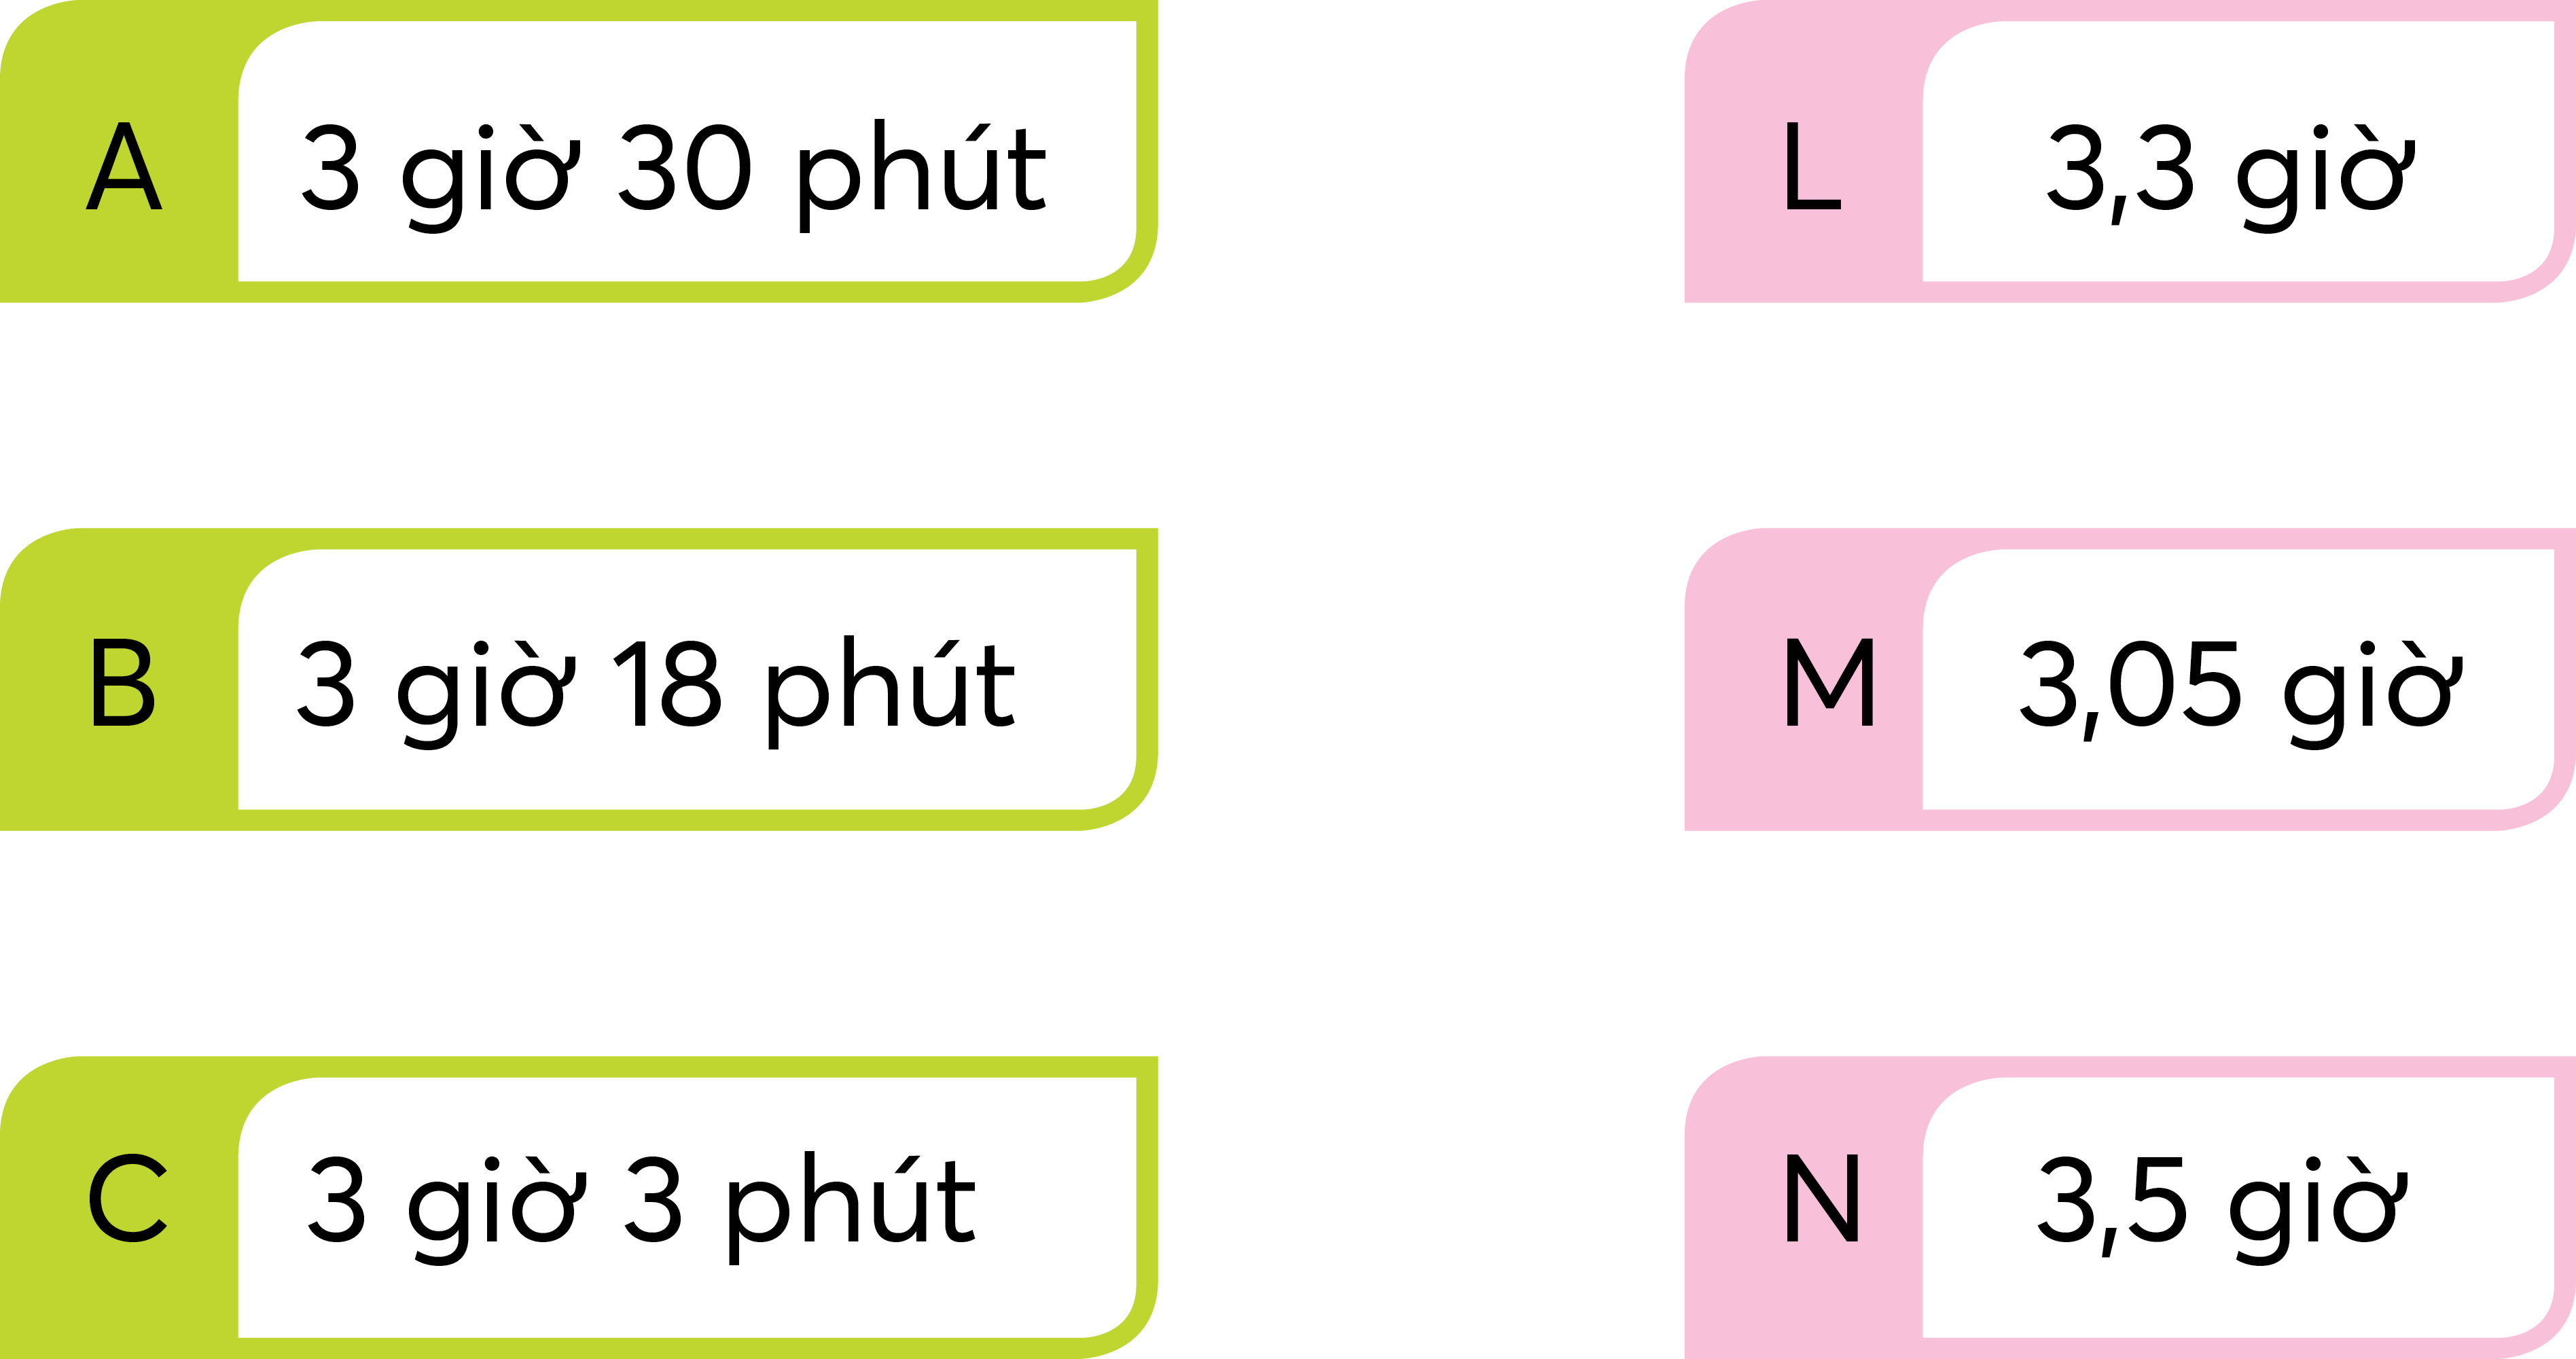 A 3 giờ 30 phút
L 3,3 giờ
B 3 giờ 18 phút
M 3,05 giờ
C 3 giờ 3 phút
N 3,5 giờ